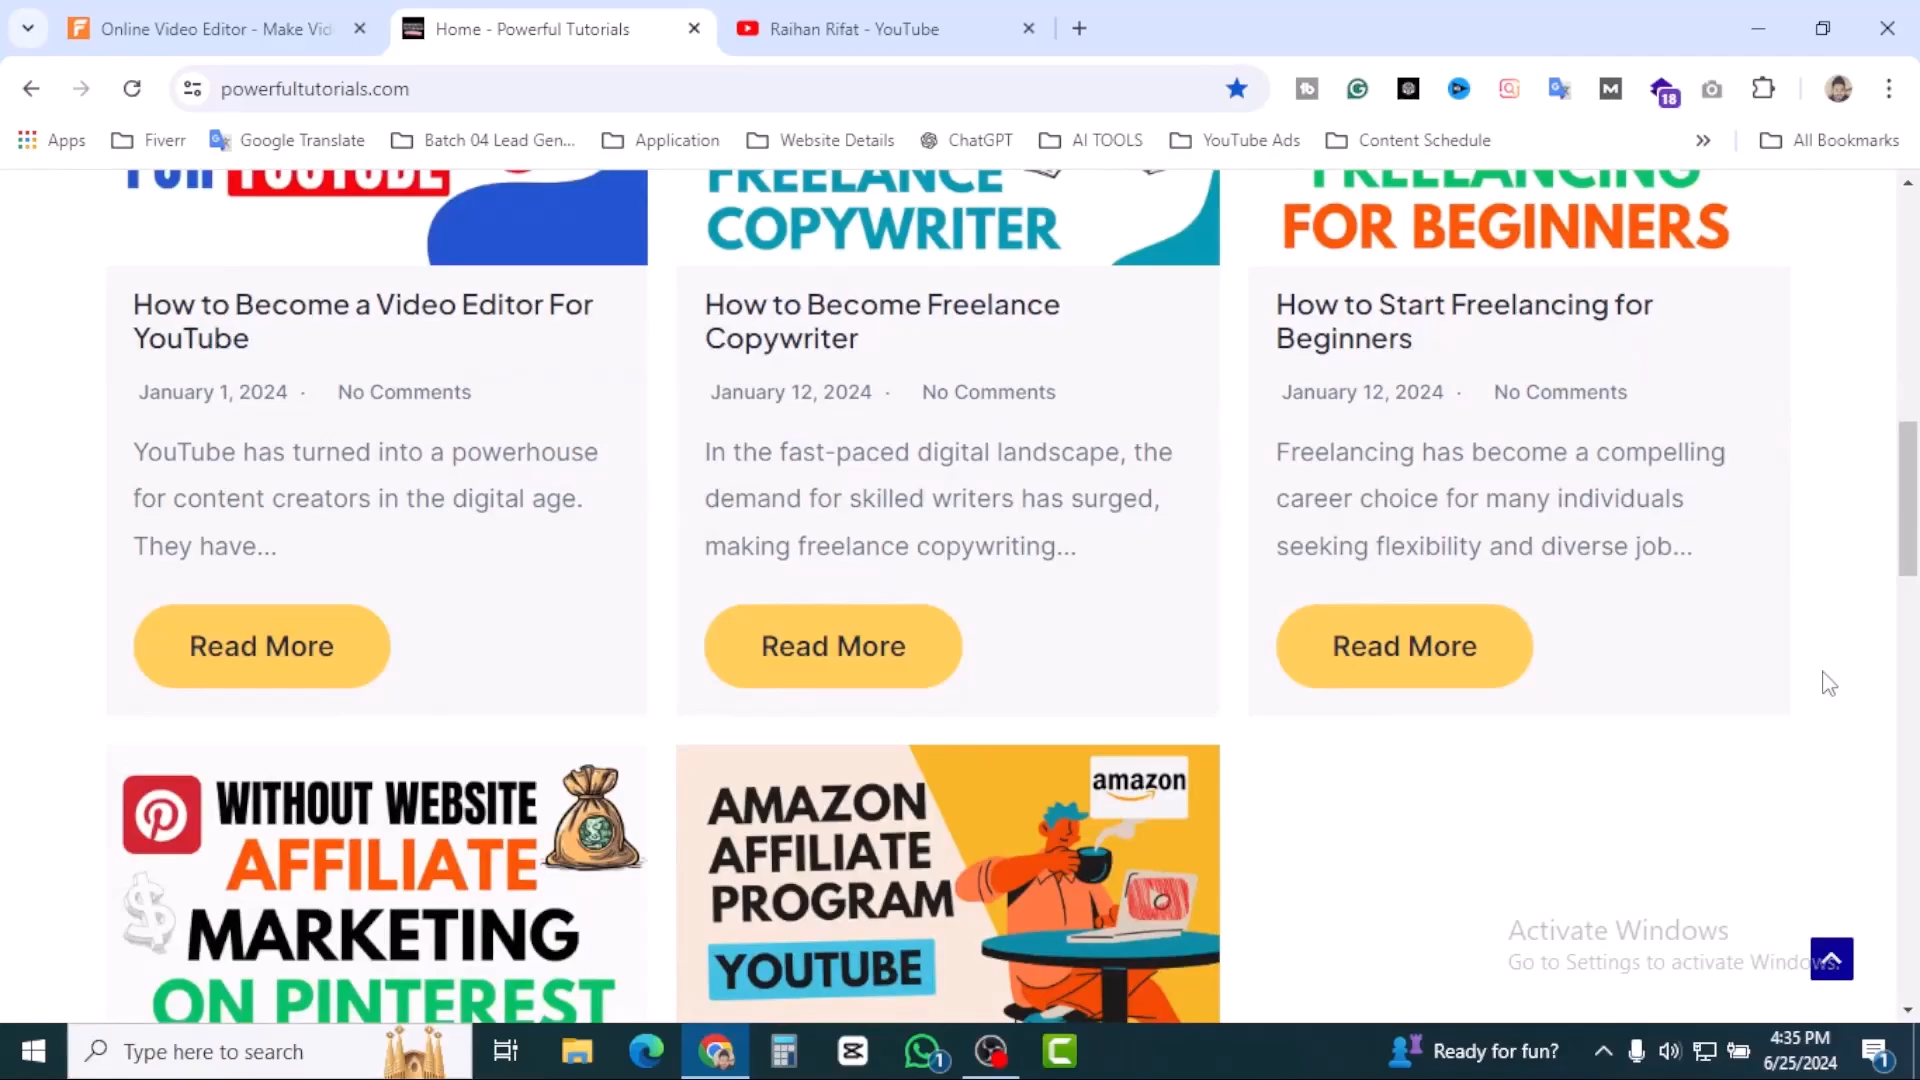 Online Video Editor - Make Vid
Home - Powerful Tutorials
Raihan Rifat - YouTube
powerfultutorials.com
18
Apps
Fiverr
Google Translate
Batch 04 Lead Gen...
Application
Website Details
ChatGPT
AI TOOLS
YouTube Ads
Content Schedule
All Bookmarks
FOR YOUTUBE
FREELANCE
COPYWRITER
FREELANCING
FOR BEGINNERS
How to Become a Video Editor For
YouTube
January 1, 2024 · No Comments
YouTube has turned into a powerhouse
for content creators in the digital age.
They have...
Read More
How to Become Freelance
Copywriter
January 12, 2024 · No Comments
In the fast-paced digital landscape, the
demand for skilled writers has surged,
making freelance copywriting...
Read More
How to Start Freelancing for
Beginners
January 12, 2024 · No Comments
Freelancing has become a compelling
career choice for many individuals
seeking flexibility and diverse job...
Read More
WITHOUT WEBSITE
AFFILIATE
MARKETING
ON PINTEREST
amazon
AMAZON
AFFILIATE
PROGRAM
YOUTUBE
Activate Windows
Go to Settings to activate Windows.
Type here to search
1
Ready for fun?
4:35 PM
6/25/2024
1